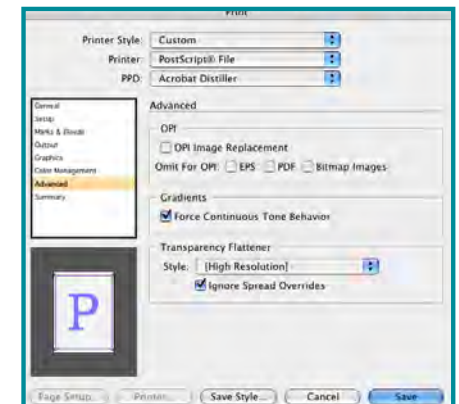 Print
Printer Style: Custom
Printer: PostScript® File
PPD: Acrobat Distiller
General
Setup
Marks & Bleeds
Output
Graphics
Color Management
Advanced
Summary
Advanced
OPI
OPI Image Replacement
Omit For OPI: EPS PDF Bitmap Images
Gradients
Force Continuous Tone Behavior
Transparency Flattener
Style: [High Resolution]
Ignore Spread Overrides
P
Page Setup... Printer... Save Style... Cancel Save